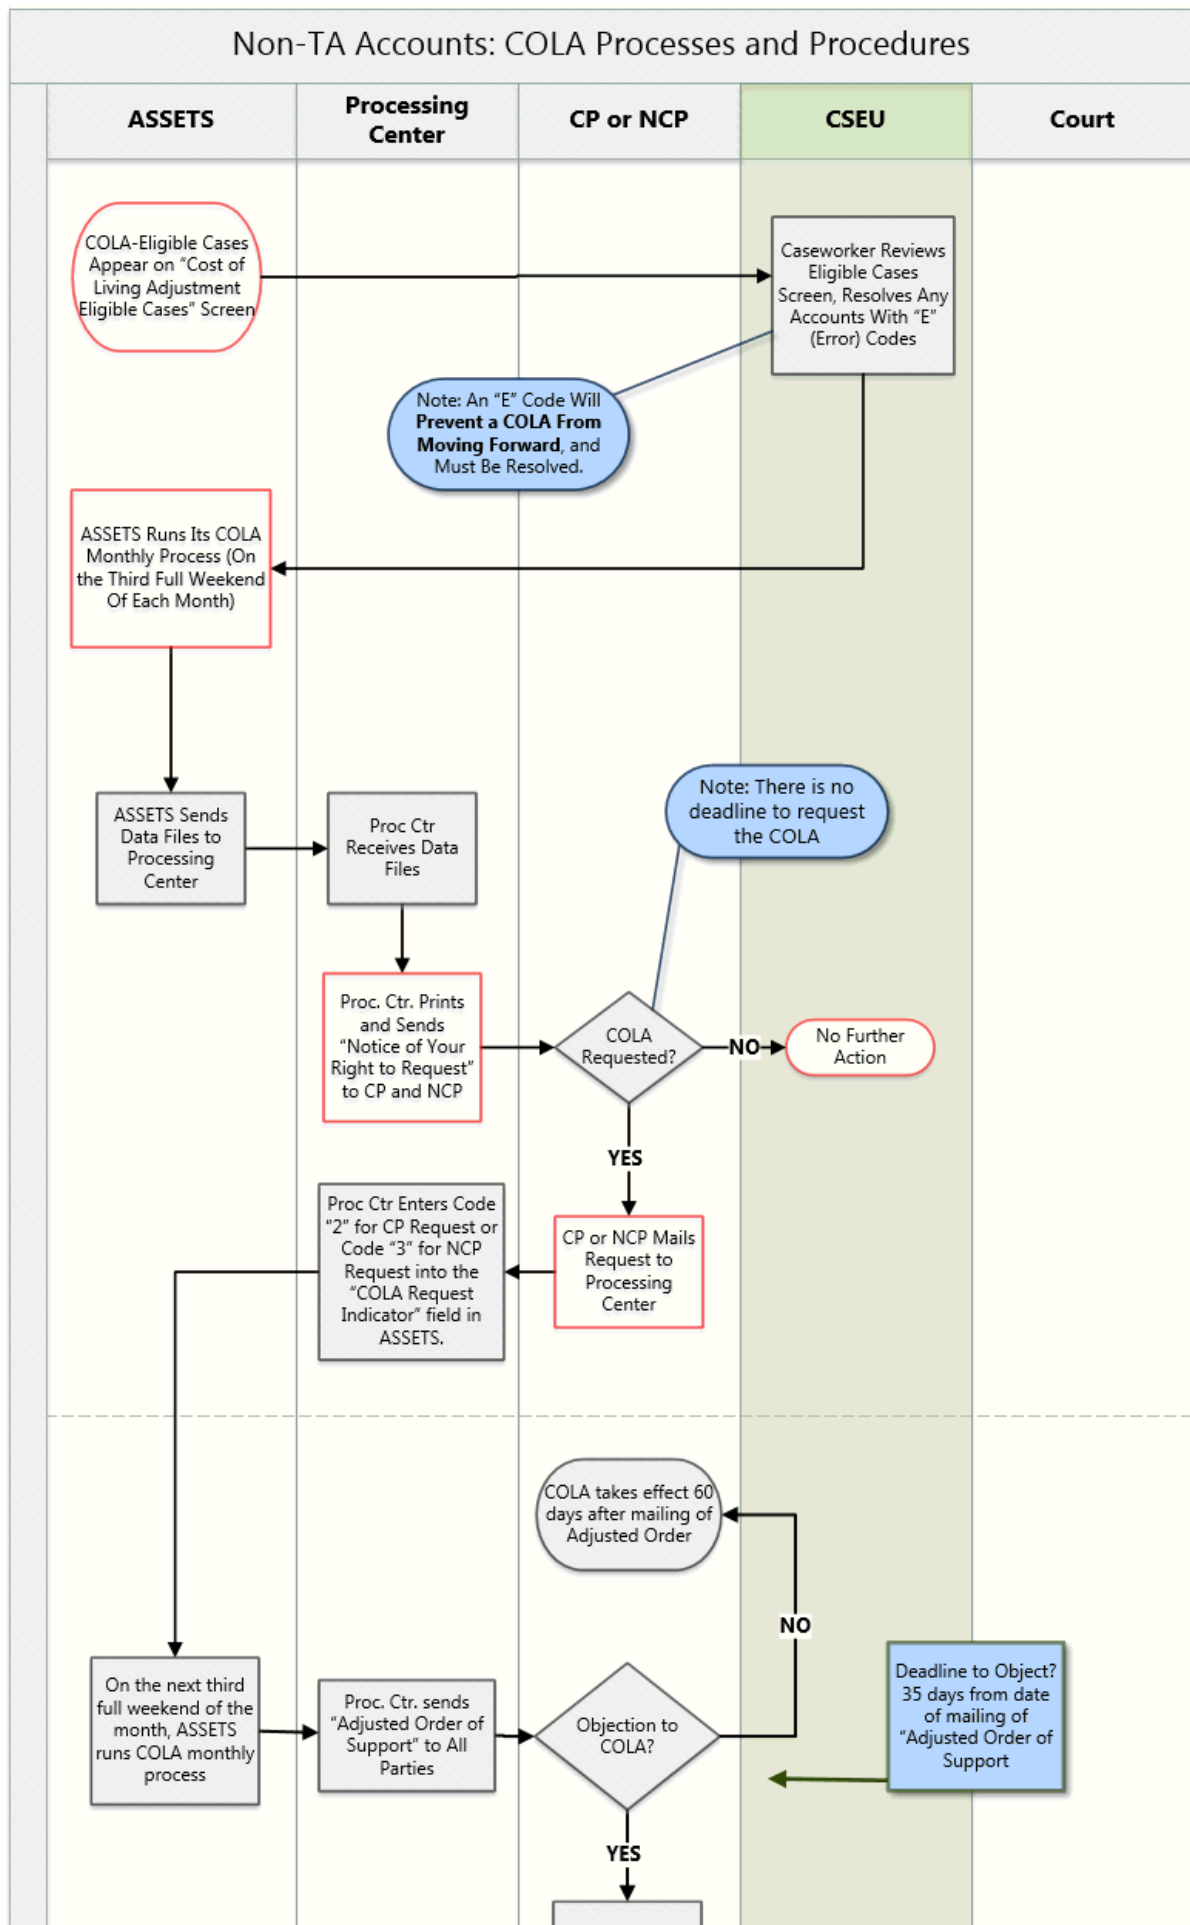 Non-TA Accounts: COLA Processes and Procedures
ASSETS
Processing
Center
CP or NCP
CSEU
Court
COLA-Eligible Cases
Appear on “Cost of
Living Adjustment
Eligible Cases” Screen
Caseworker Reviews
Eligible Cases
Screen, Resolves Any
Accounts With “E”
(Error) Codes
Note: An “E” Code Will
Prevent a COLA From
Moving Forward, and
Must Be Resolved.
ASSETS Runs Its COLA
Monthly Process (On
the Third Full Weekend
Of Each Month)
Note: There is no
deadline to request
the COLA
ASSETS Sends
Data Files to
Processing
Center
Proc Ctr
Receives Data
Files
Proc. Ctr. Prints
and Sends
“Notice of Your
Right to Request”
to CP and NCP
COLA
Requested?
NO
No Further
Action
YES
Proc Ctr Enters Code
“2” for CP Request or
Code “3” for NCP
Request into the
“COLA Request
Indicator” field in
ASSETS.
CP or NCP Mails
Request to
Processing
Center
COLA takes effect 60
days after mailing of
Adjusted Order
NO
On the next third
full weekend of the
month, ASSETS
runs COLA monthly
process
Proc. Ctr. sends
“Adjusted Order of
Support” to All
Parties
Objection to
COLA?
Deadline to Object?
35 days from date
of mailing of
“Adjusted Order of
Support
YES